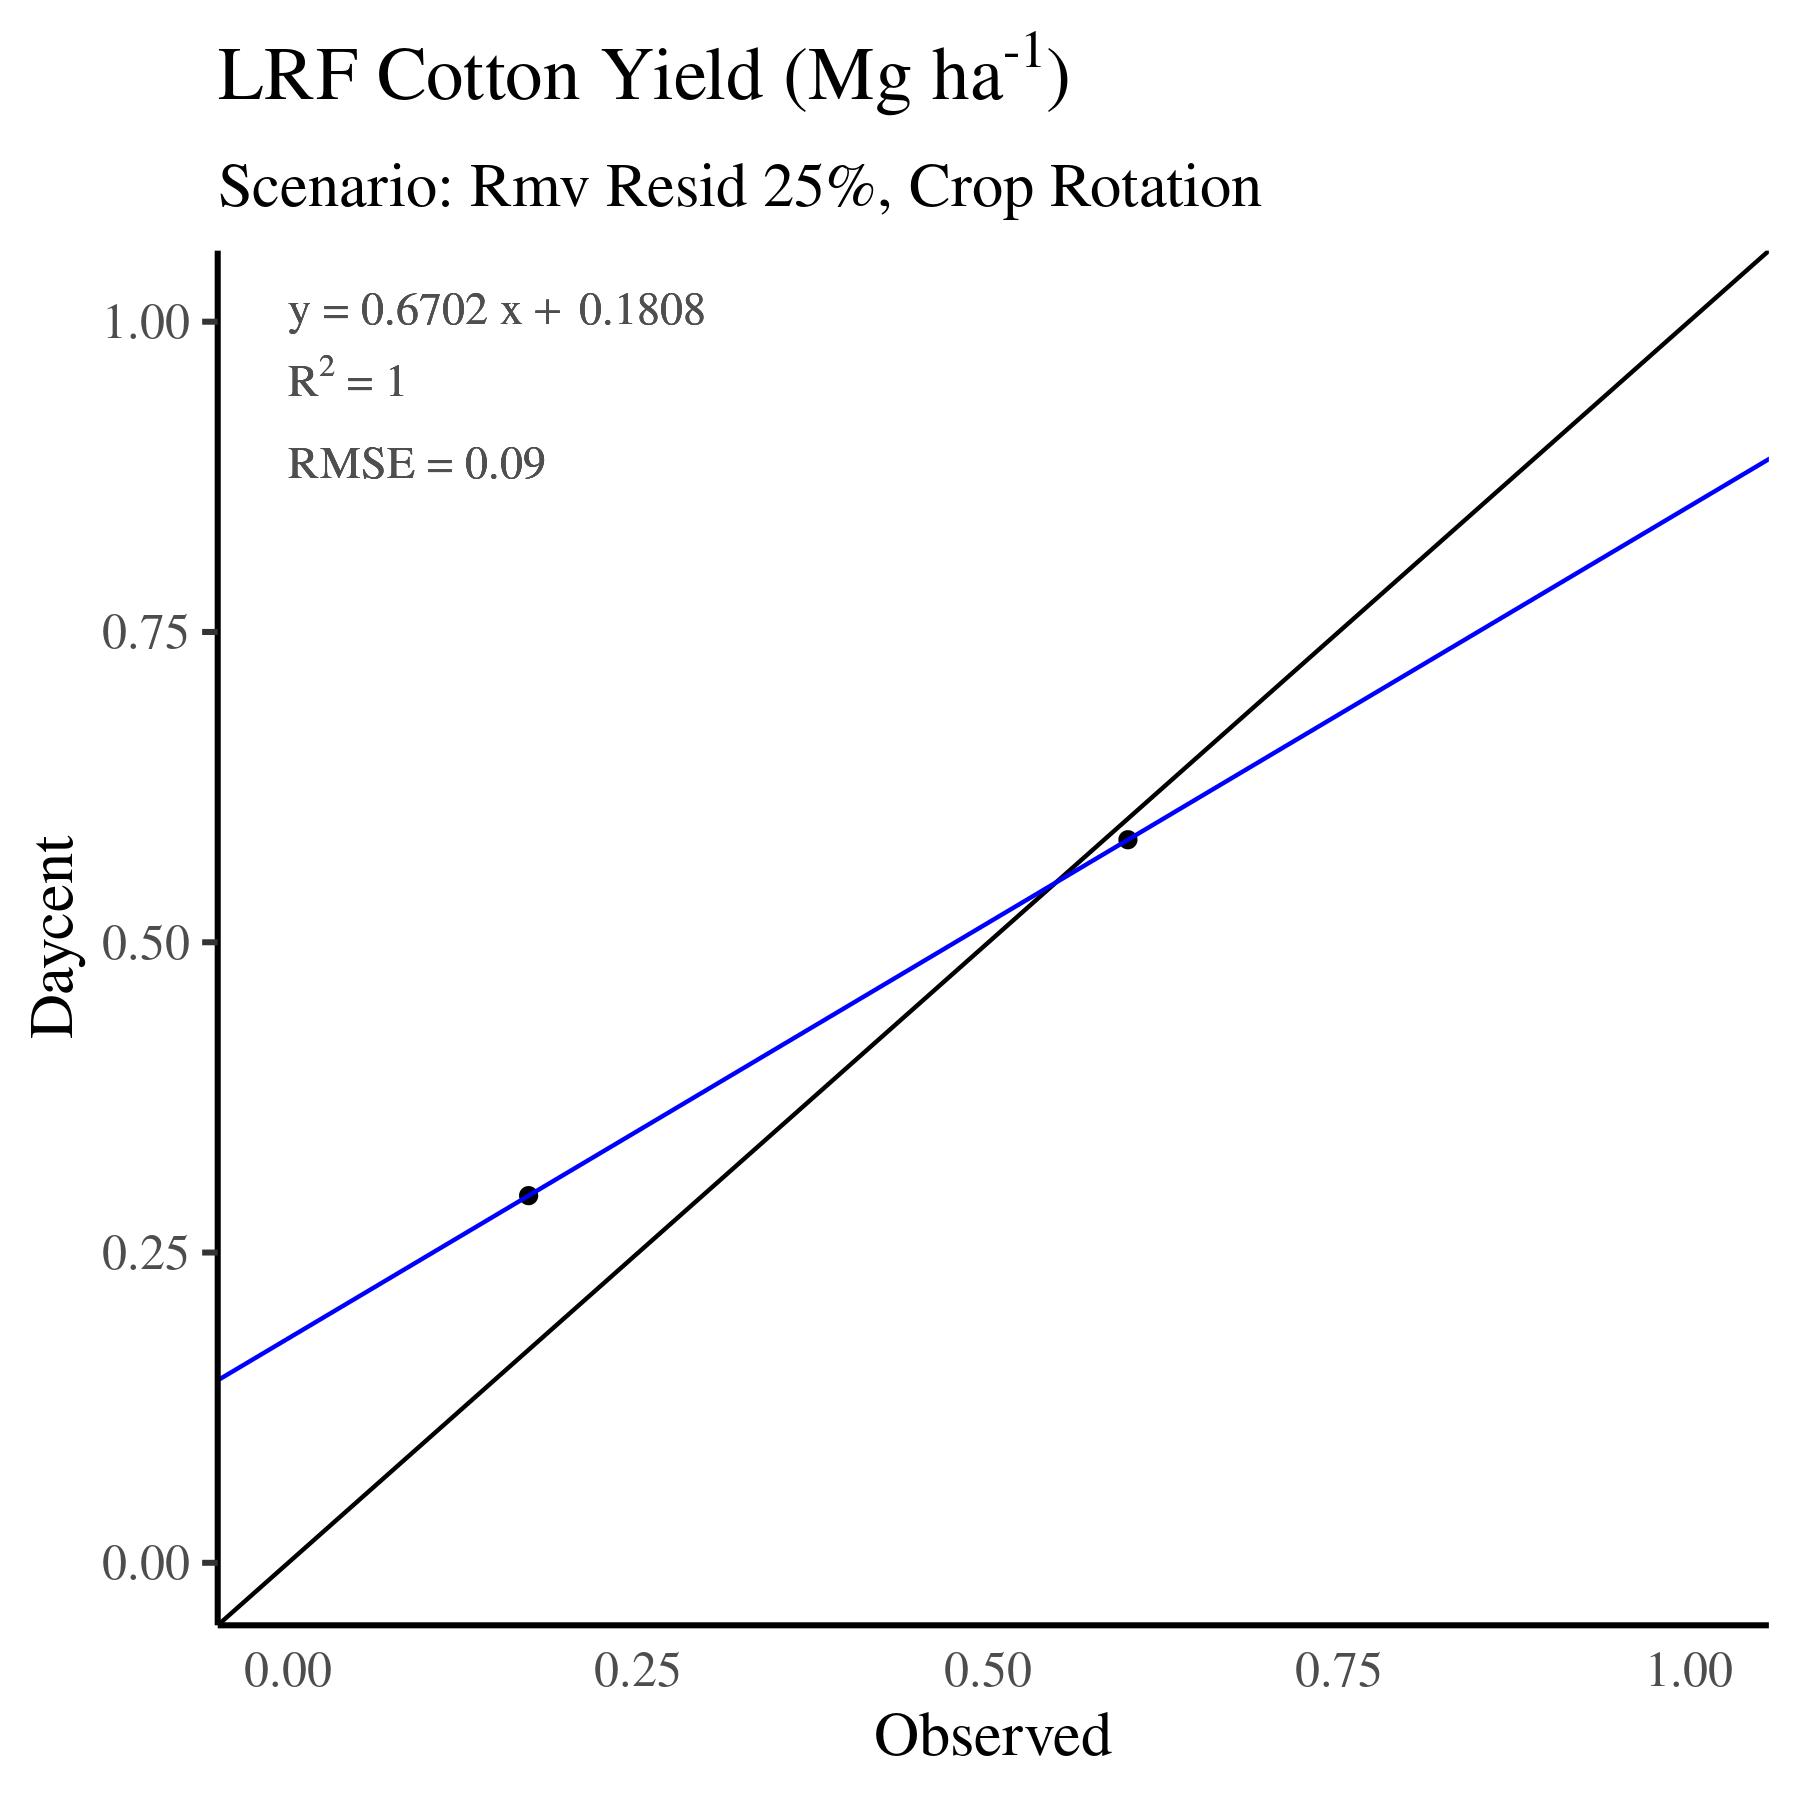 LRF Cotton Yield (Mg ha⁻¹)
Scenario: Rmv Resid 25%, Crop Rotation
y = 0.6702 x + 0.1808
R² = 1
RMSE = 0.09
1.00
0.75
0.50
0.25
0.00
Daycent
0.00 0.25 0.50 0.75 1.00
Observed